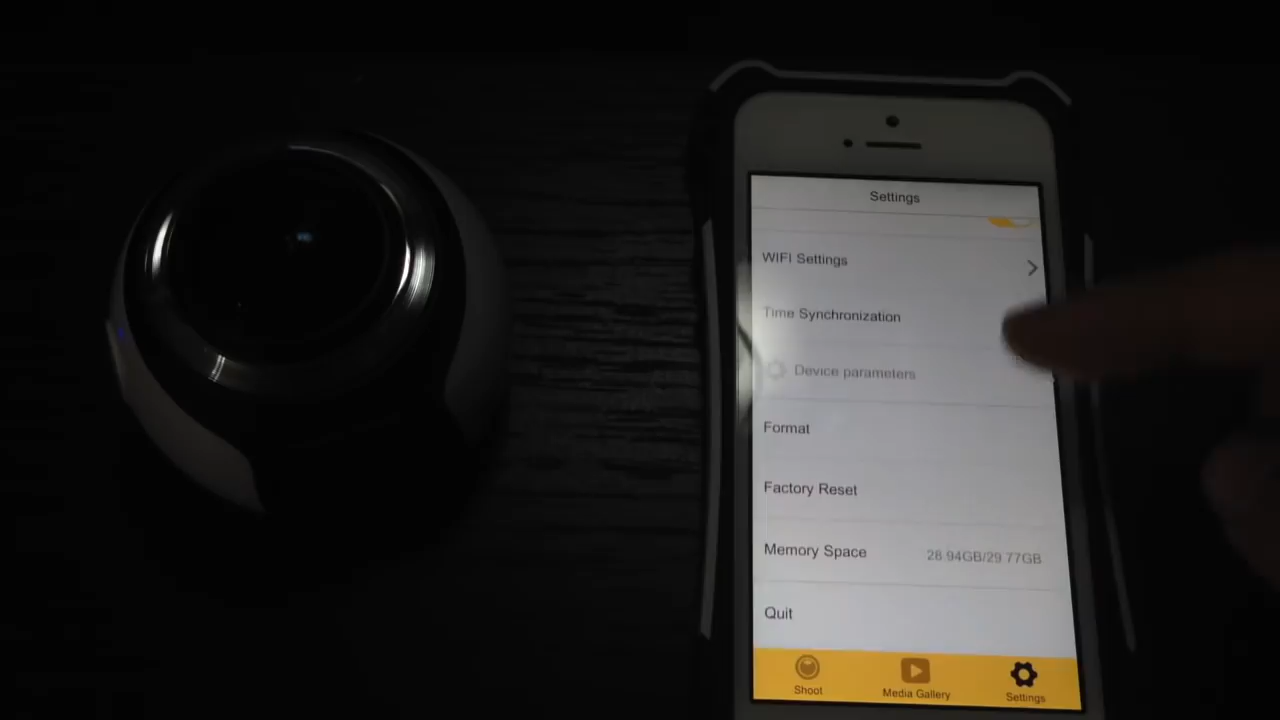 Settings
WIFI Settings
Time Synchronization
Device parameters
Format
Factory Reset
Memory Space 28.94GB/29.77GB
Quit
Shoot Media Gallery Settings